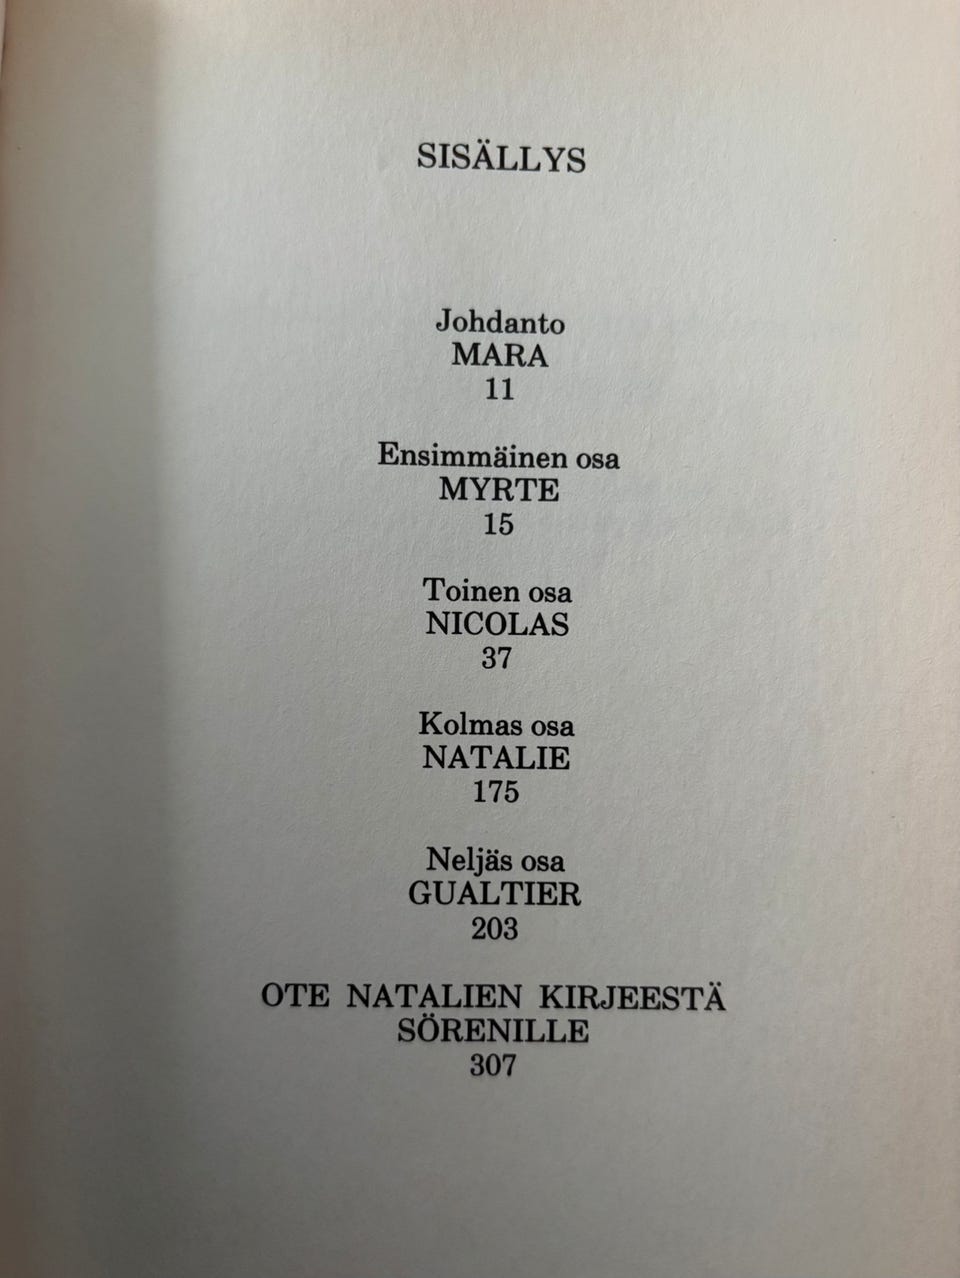 SISÄLLYS
Johdanto
MARA
11
Ensimmäinen osa
MYRTE
15
Toinen osa
NICOLAS
37
Kolmas osa
NATALIE
175
Neljäs osa
GUALTIER
203
OTE NATALIEN KIRJEESTÄ
SÖRENILLE
307